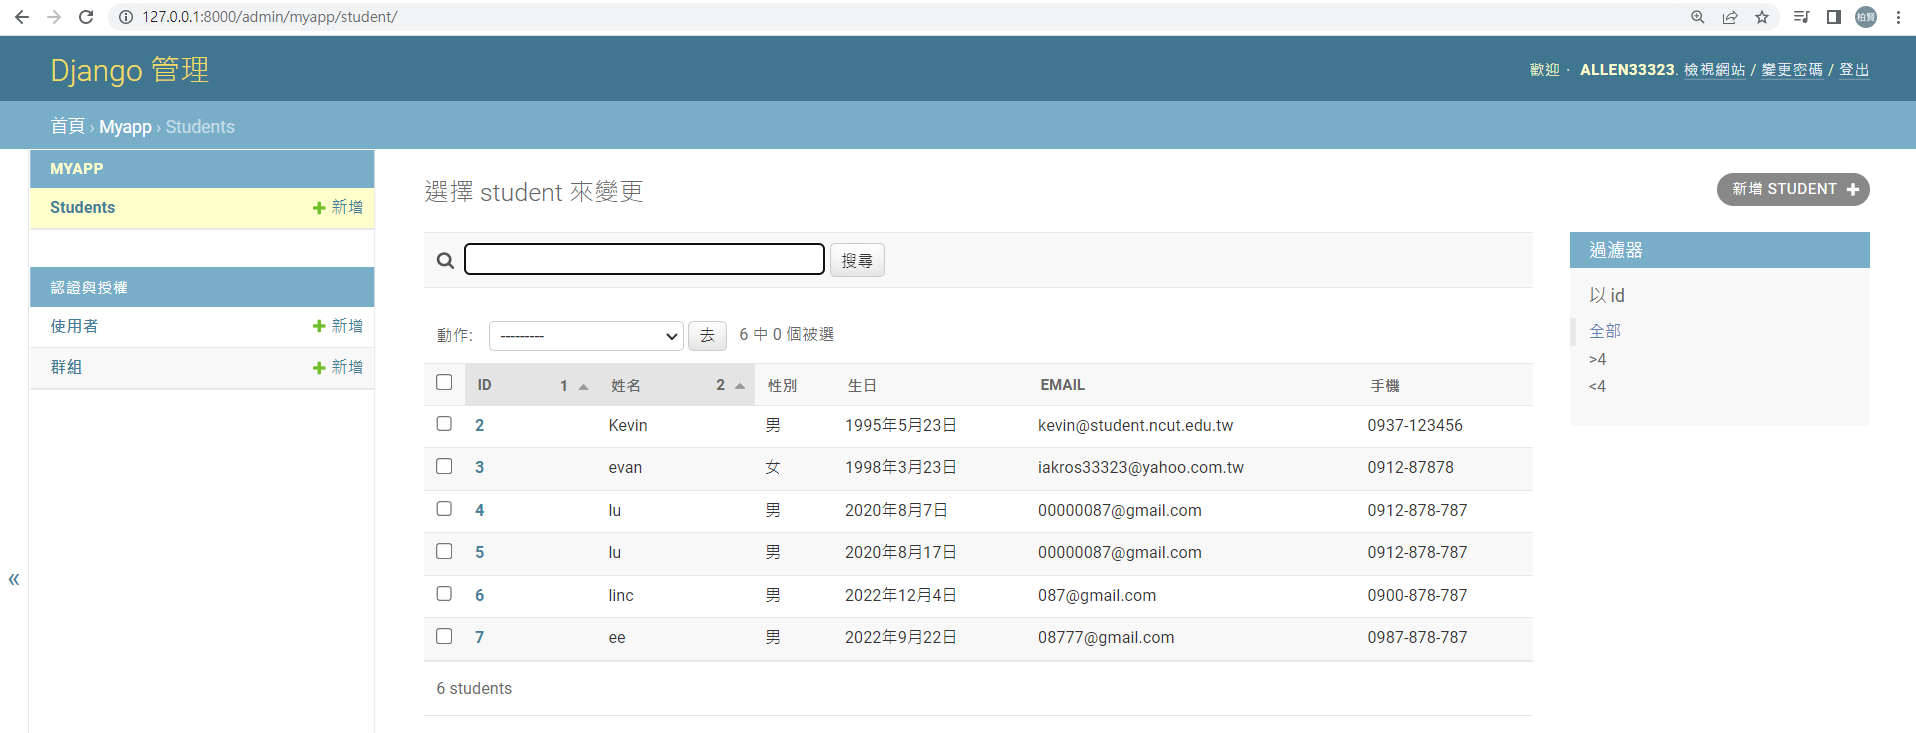 127.0.0.1:8000/admin/myapp/student/
柏賢
Django 管理
歡迎· ALLEN33323. 檢視網站 / 變更密碼 / 登出
首頁 › Myapp › Students
MYAPP
Students 新增
認證與授權
使用者 新增
群組 新增
«
選擇 student 來變更
新增 STUDENT
搜尋
動作: --------- 去 6 中 0 個被選
ID 1 姓名 2 性別 生日 EMAIL 手機
2 Kevin 男 1995年5月23日 kevin@student.ncut.edu.tw 0937-123456
3 evan 女 1998年3月23日 iakros33323@yahoo.com.tw 0912-87878
4 lu 男 2020年8月7日 00000087@gmail.com 0912-878-787
5 lu 男 2020年8月17日 00000087@gmail.com 0912-878-787
6 linc 男 2022年12月4日 087@gmail.com 0900-878-787
7 ee 男 2022年9月22日 08777@gmail.com 0987-878-787
6 students
過濾器
以 id
全部
>4
<4